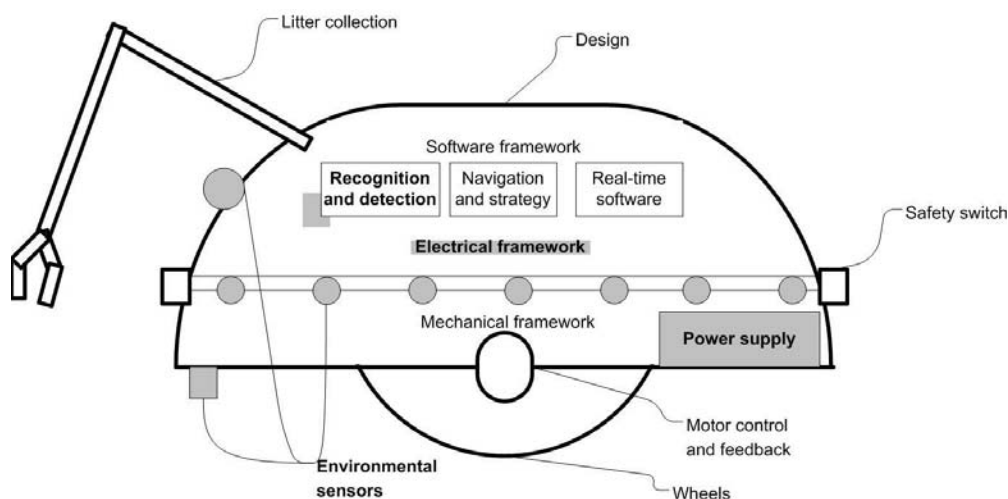 Litter collection
Design
Software framework
Recognition
and detection
Navigation
and strategy
Real-time
software
Safety switch
Electrical framework
Mechanical framework
Power supply
Motor control
and feedback
Environmental
sensors
Wheels